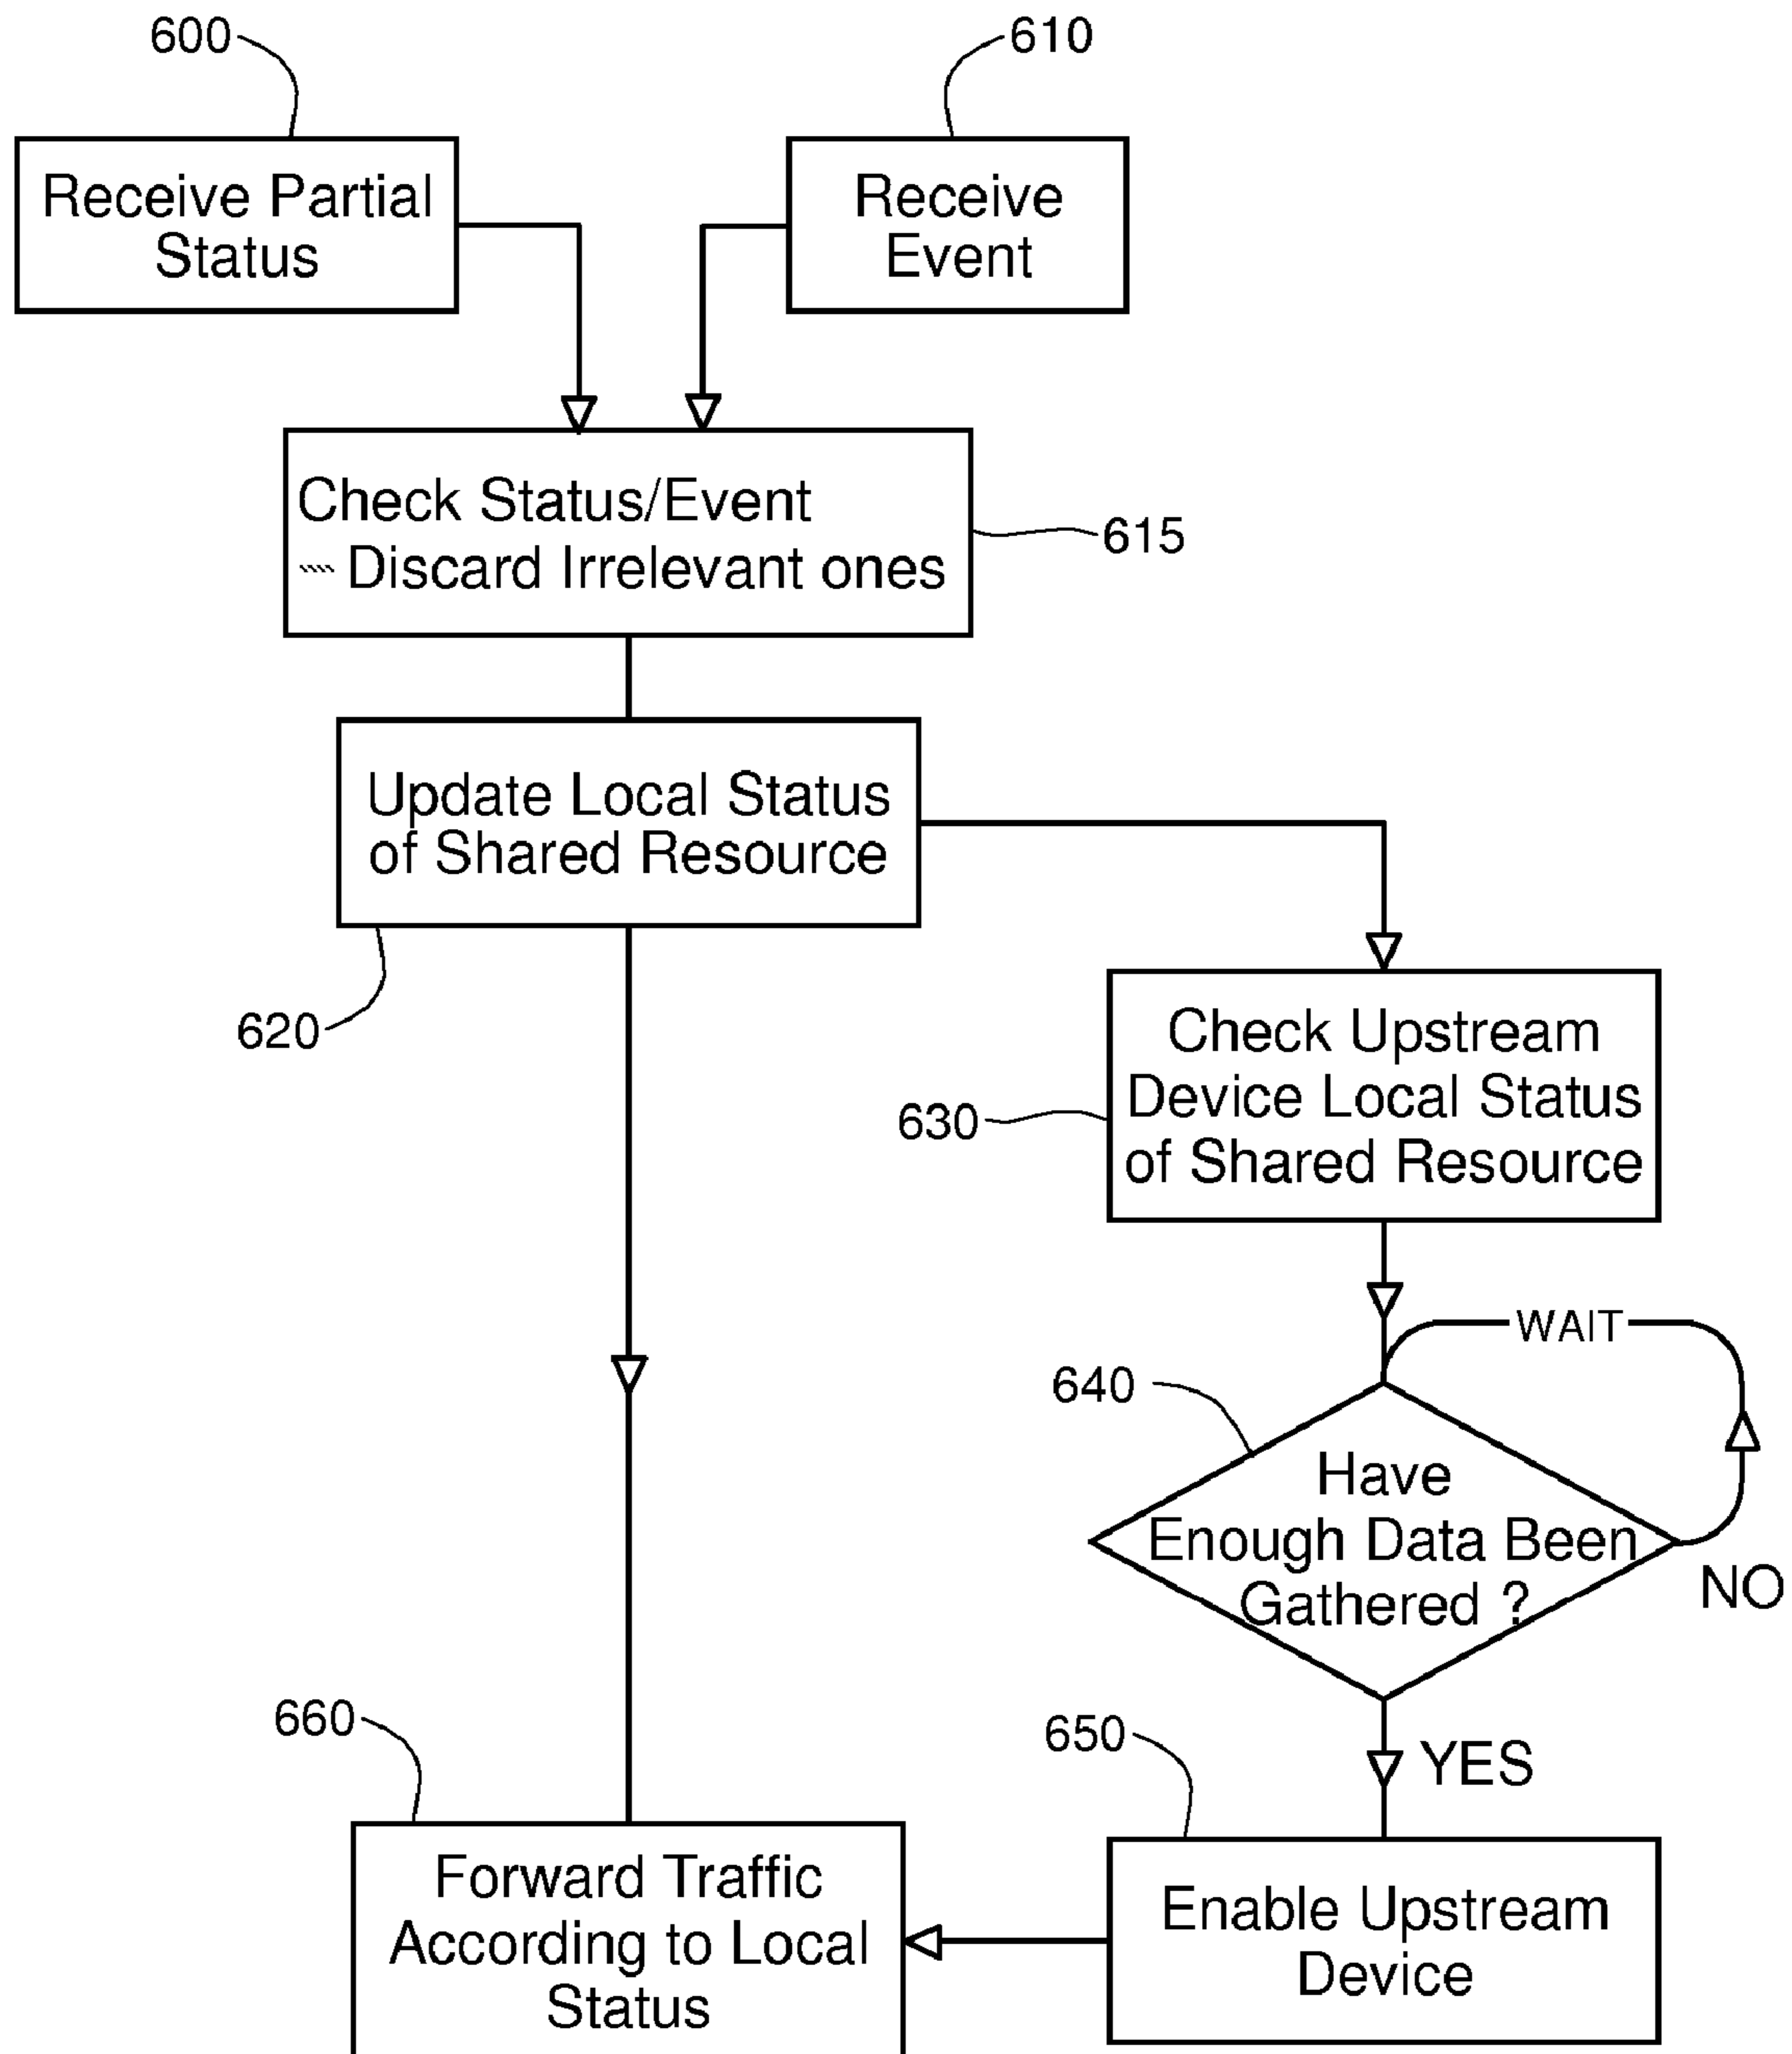 600
610
Receive Partial
Status
Receive
Event
Check Status/Event
Discard Irrelevant ones
615
Update Local Status
of Shared Resource
620
Check Upstream
Device Local Status
of Shared Resource
630
WAIT
640
Have
Enough Data Been
Gathered ?
NO
YES
660
650
Forward Traffic
According to Local
Status
Enable Upstream
Device